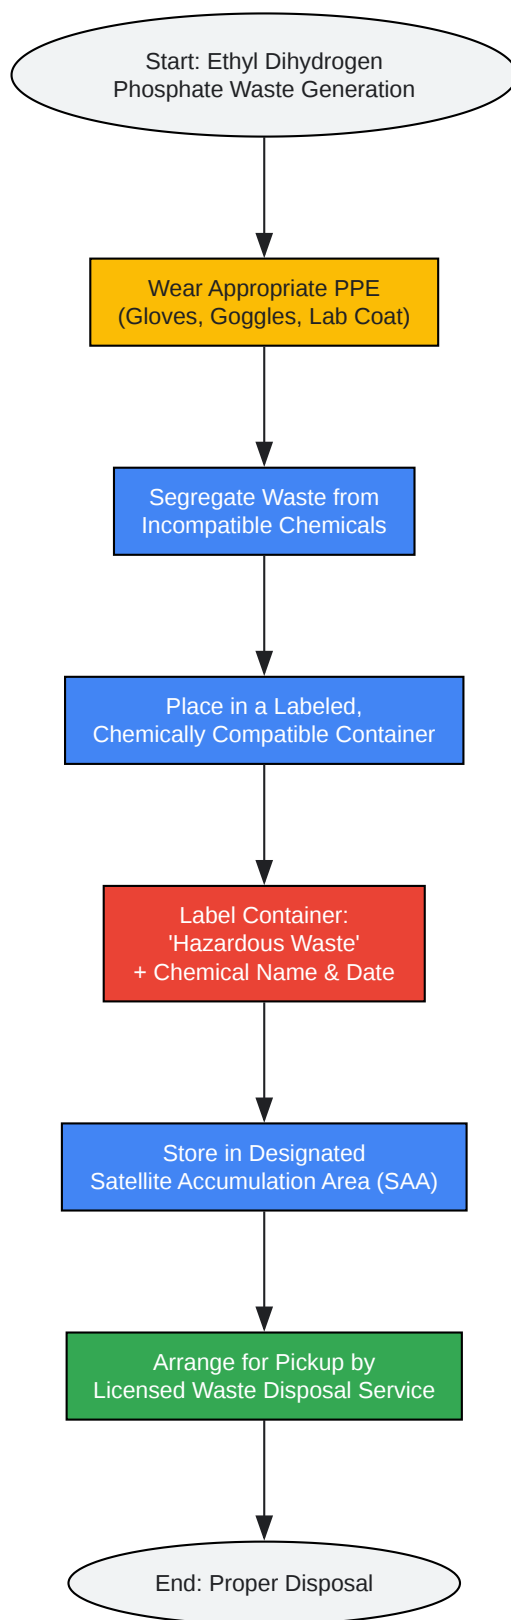 Start: Ethyl Dihydrogen
Phosphate Waste Generation
Wear Appropriate PPE
(Gloves, Goggles, Lab Coat)
Segregate Waste from
Incompatible Chemicals
Place in a Labeled,
Chemically Compatible Container
Label Container:
'Hazardous Waste'
+ Chemical Name & Date
Store in Designated
Satellite Accumulation Area (SAA)
Arrange for Pickup by
Licensed Waste Disposal Service
End: Proper Disposal